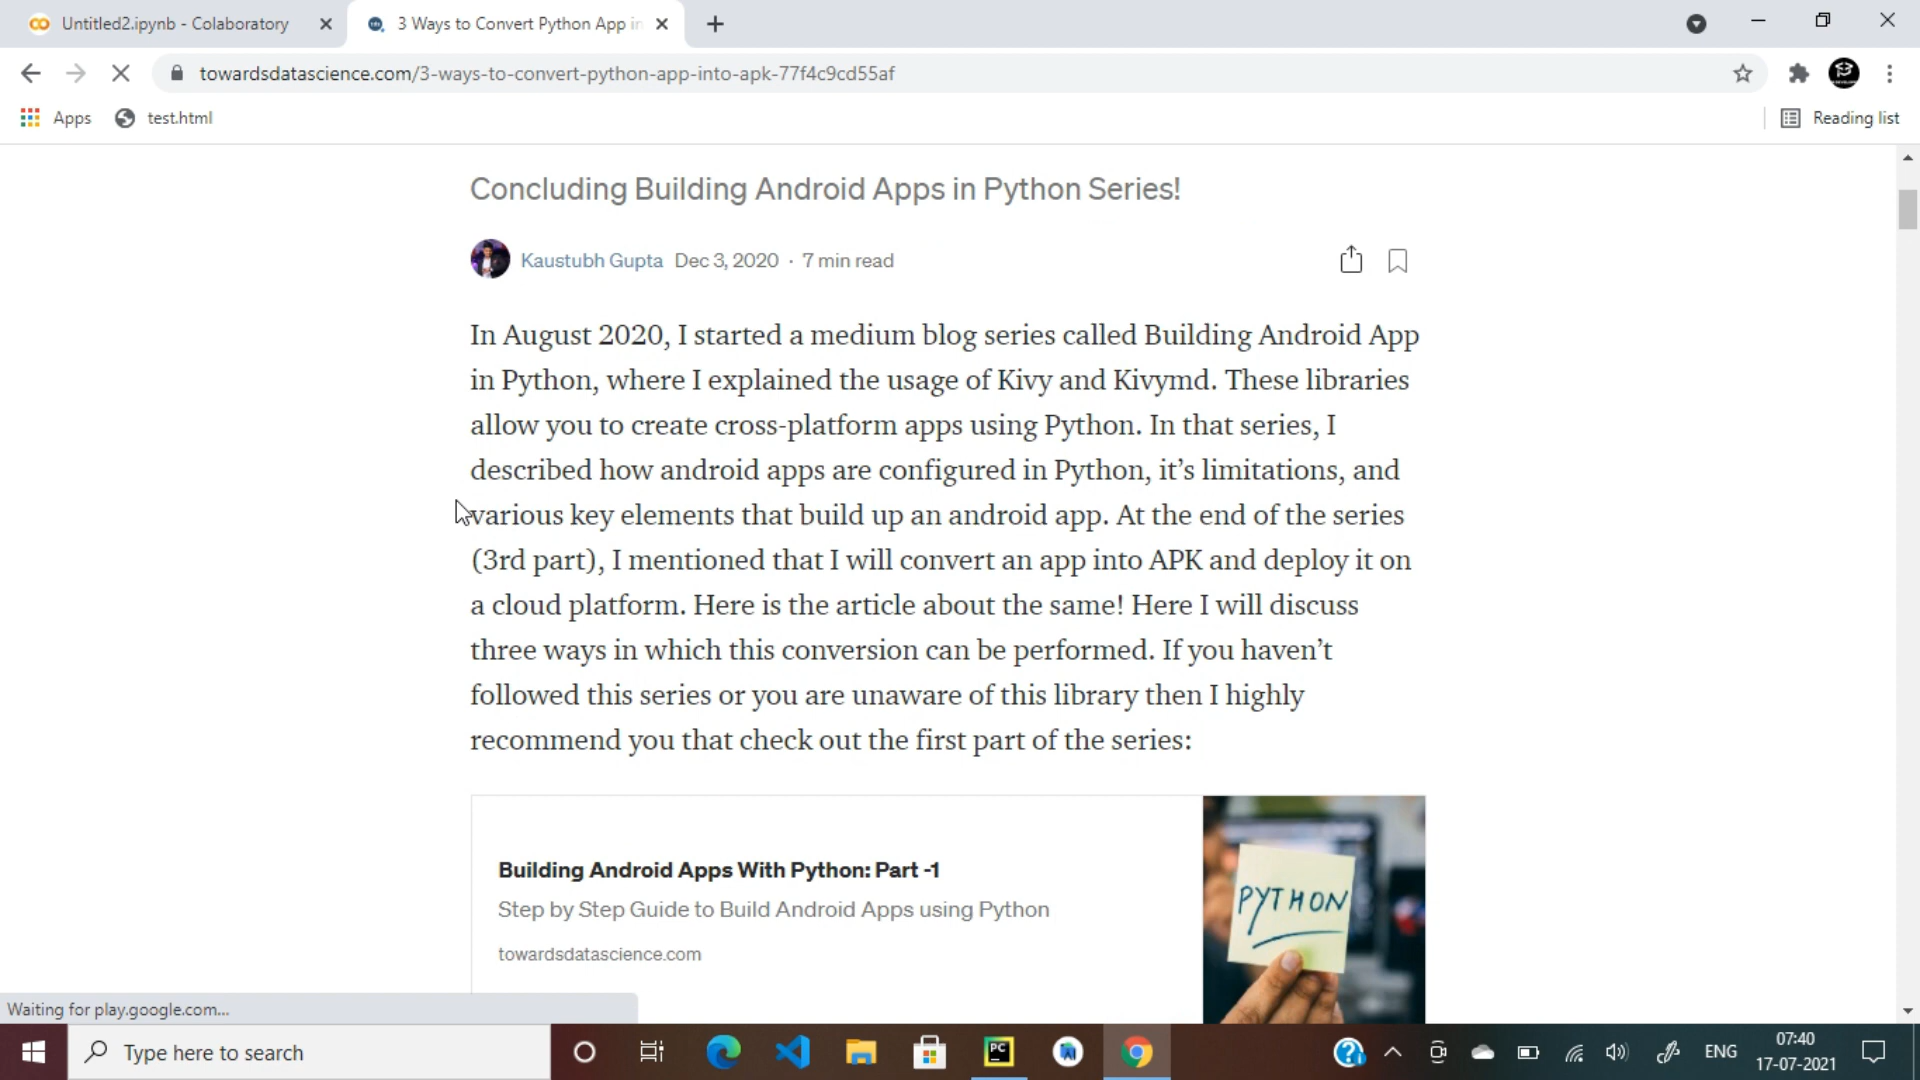 Untitled2.ipynb - Colaboratory
3 Ways to Convert Python App in
towardsdatascience.com/3-ways-to-convert-python-app-into-apk-77f4c9cd55af
Apps
test.html
Reading list
Concluding Building Android Apps in Python Series!
Kaustubh Gupta Dec 3, 2020 · 7 min read
In August 2020, I started a medium blog series called Building Android App
in Python, where I explained the usage of Kivy and Kivymd. These libraries
allow you to create cross-platform apps using Python. In that series, I
described how android apps are configured in Python, it’s limitations, and
various key elements that build up an android app. At the end of the series
(3rd part), I mentioned that I will convert an app into APK and deploy it on
a cloud platform. Here is the article about the same! Here I will discuss
three ways in which this conversion can be performed. If you haven’t
followed this series or you are unaware of this library then I highly
recommend you that check out the first part of the series:
Building Android Apps With Python: Part -1
Step by Step Guide to Build Android Apps using Python
towardsdatascience.com
PYTHON
Waiting for play.google.com...
Type here to search
PC
ENG
07:40
17-07-2021